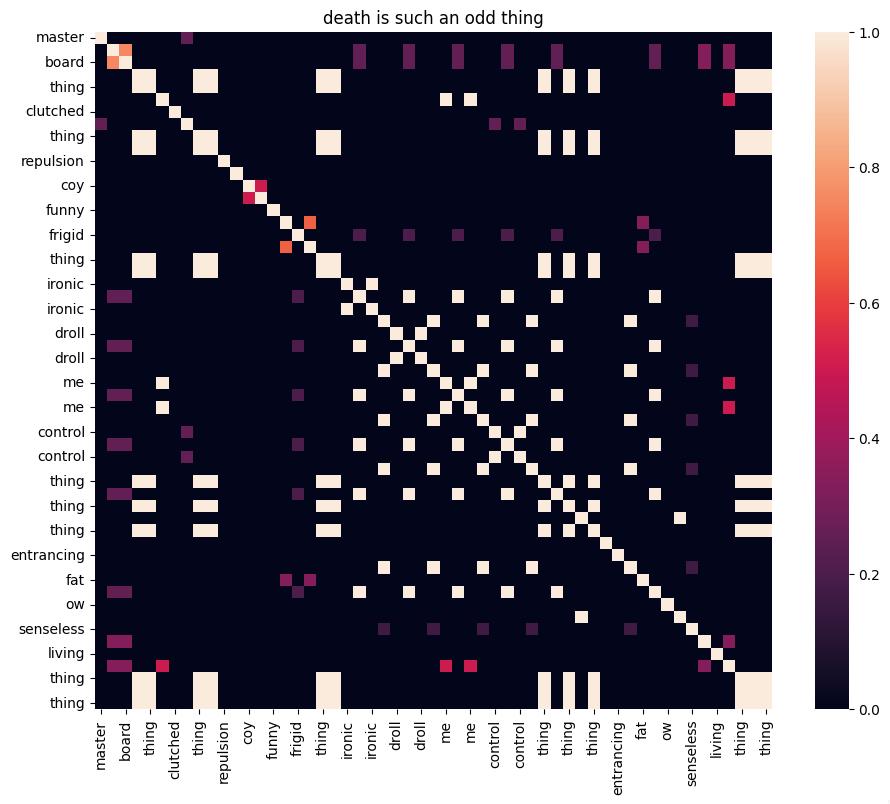 death is such an odd thing
master
board
thing
clutched
thing
repulsion
coy
funny
frigid
thing
ironic
ironic
droll
droll
me
me
control
control
thing
thing
thing
entrancing
fat
ow
senseless
living
thing
thing
1.0
0.8
0.6
0.4
0.2
0.0
master
board
thing
clutched
thing
repulsion
coy
funny
frigid
thing
ironic
ironic
droll
droll
me
me
control
control
thing
thing
thing
entrancing
fat
ow
senseless
living
thing
thing